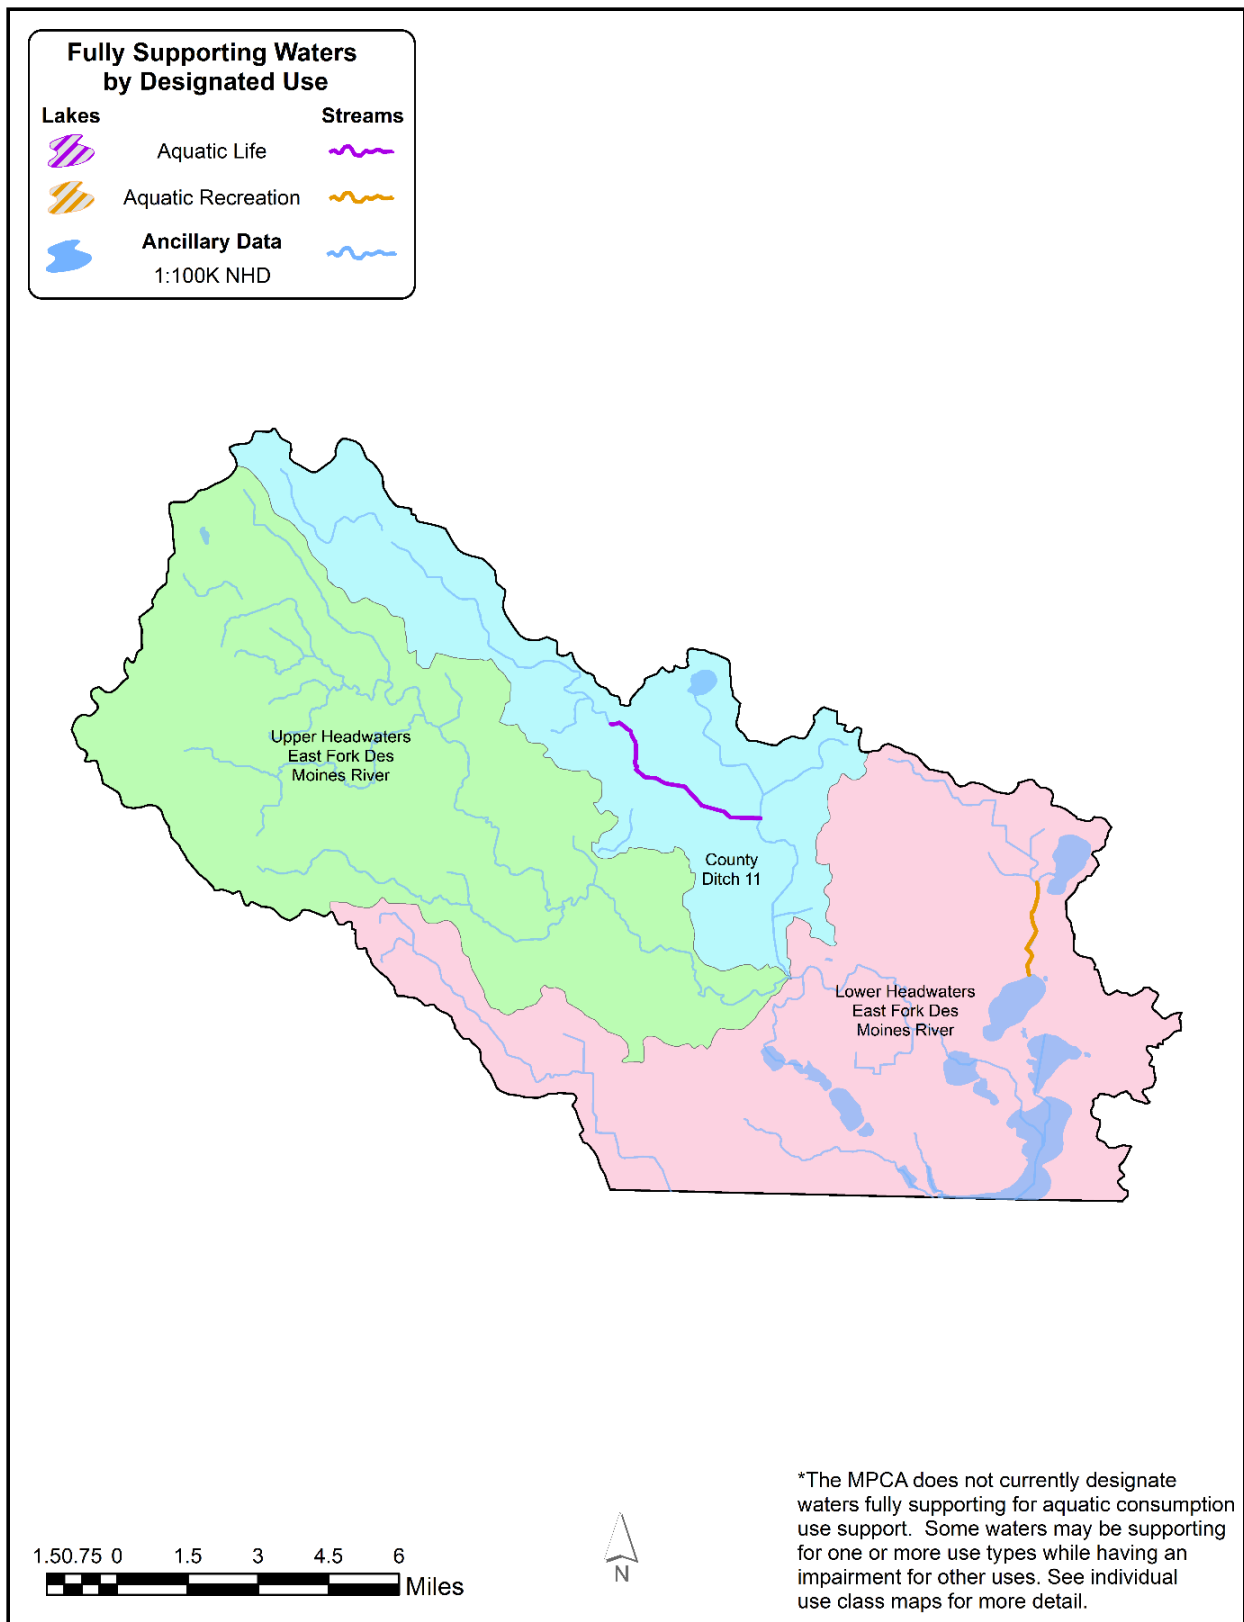 Fully Supporting Waters
by Designated Use
Lakes
Streams
Aquatic Life
Aquatic Recreation
Ancillary Data
1:100K NHD
Upper Headwaters
East Fork Des
Moines River
County
Ditch 11
Lower Headwaters
East Fork Des
Moines River
1.50.75 0 1.5 3 4.5 6
Miles
N
*The MPCA does not currently designate
waters fully supporting for aquatic consumption
use support. Some waters may be supporting
for one or more use types while having an
impairment for other uses. See individual
use class maps for more detail.